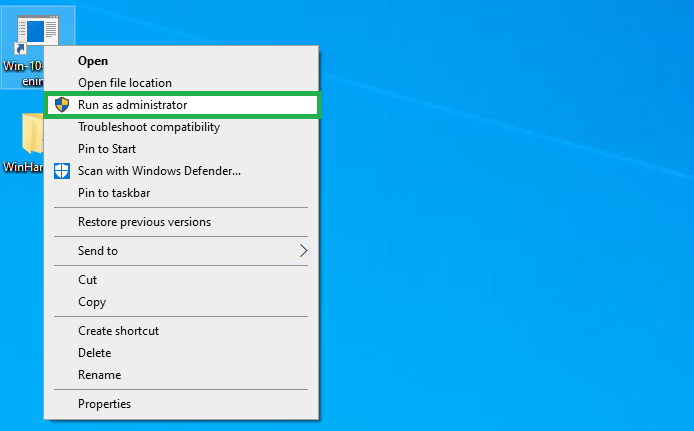 Win-10-
enin
WinHar
Open
Open file location
Run as administrator
Troubleshoot compatibility
Pin to Start
Scan with Windows Defender...
Pin to taskbar
Restore previous versions
Send to
Cut
Copy
Create shortcut
Delete
Rename
Properties